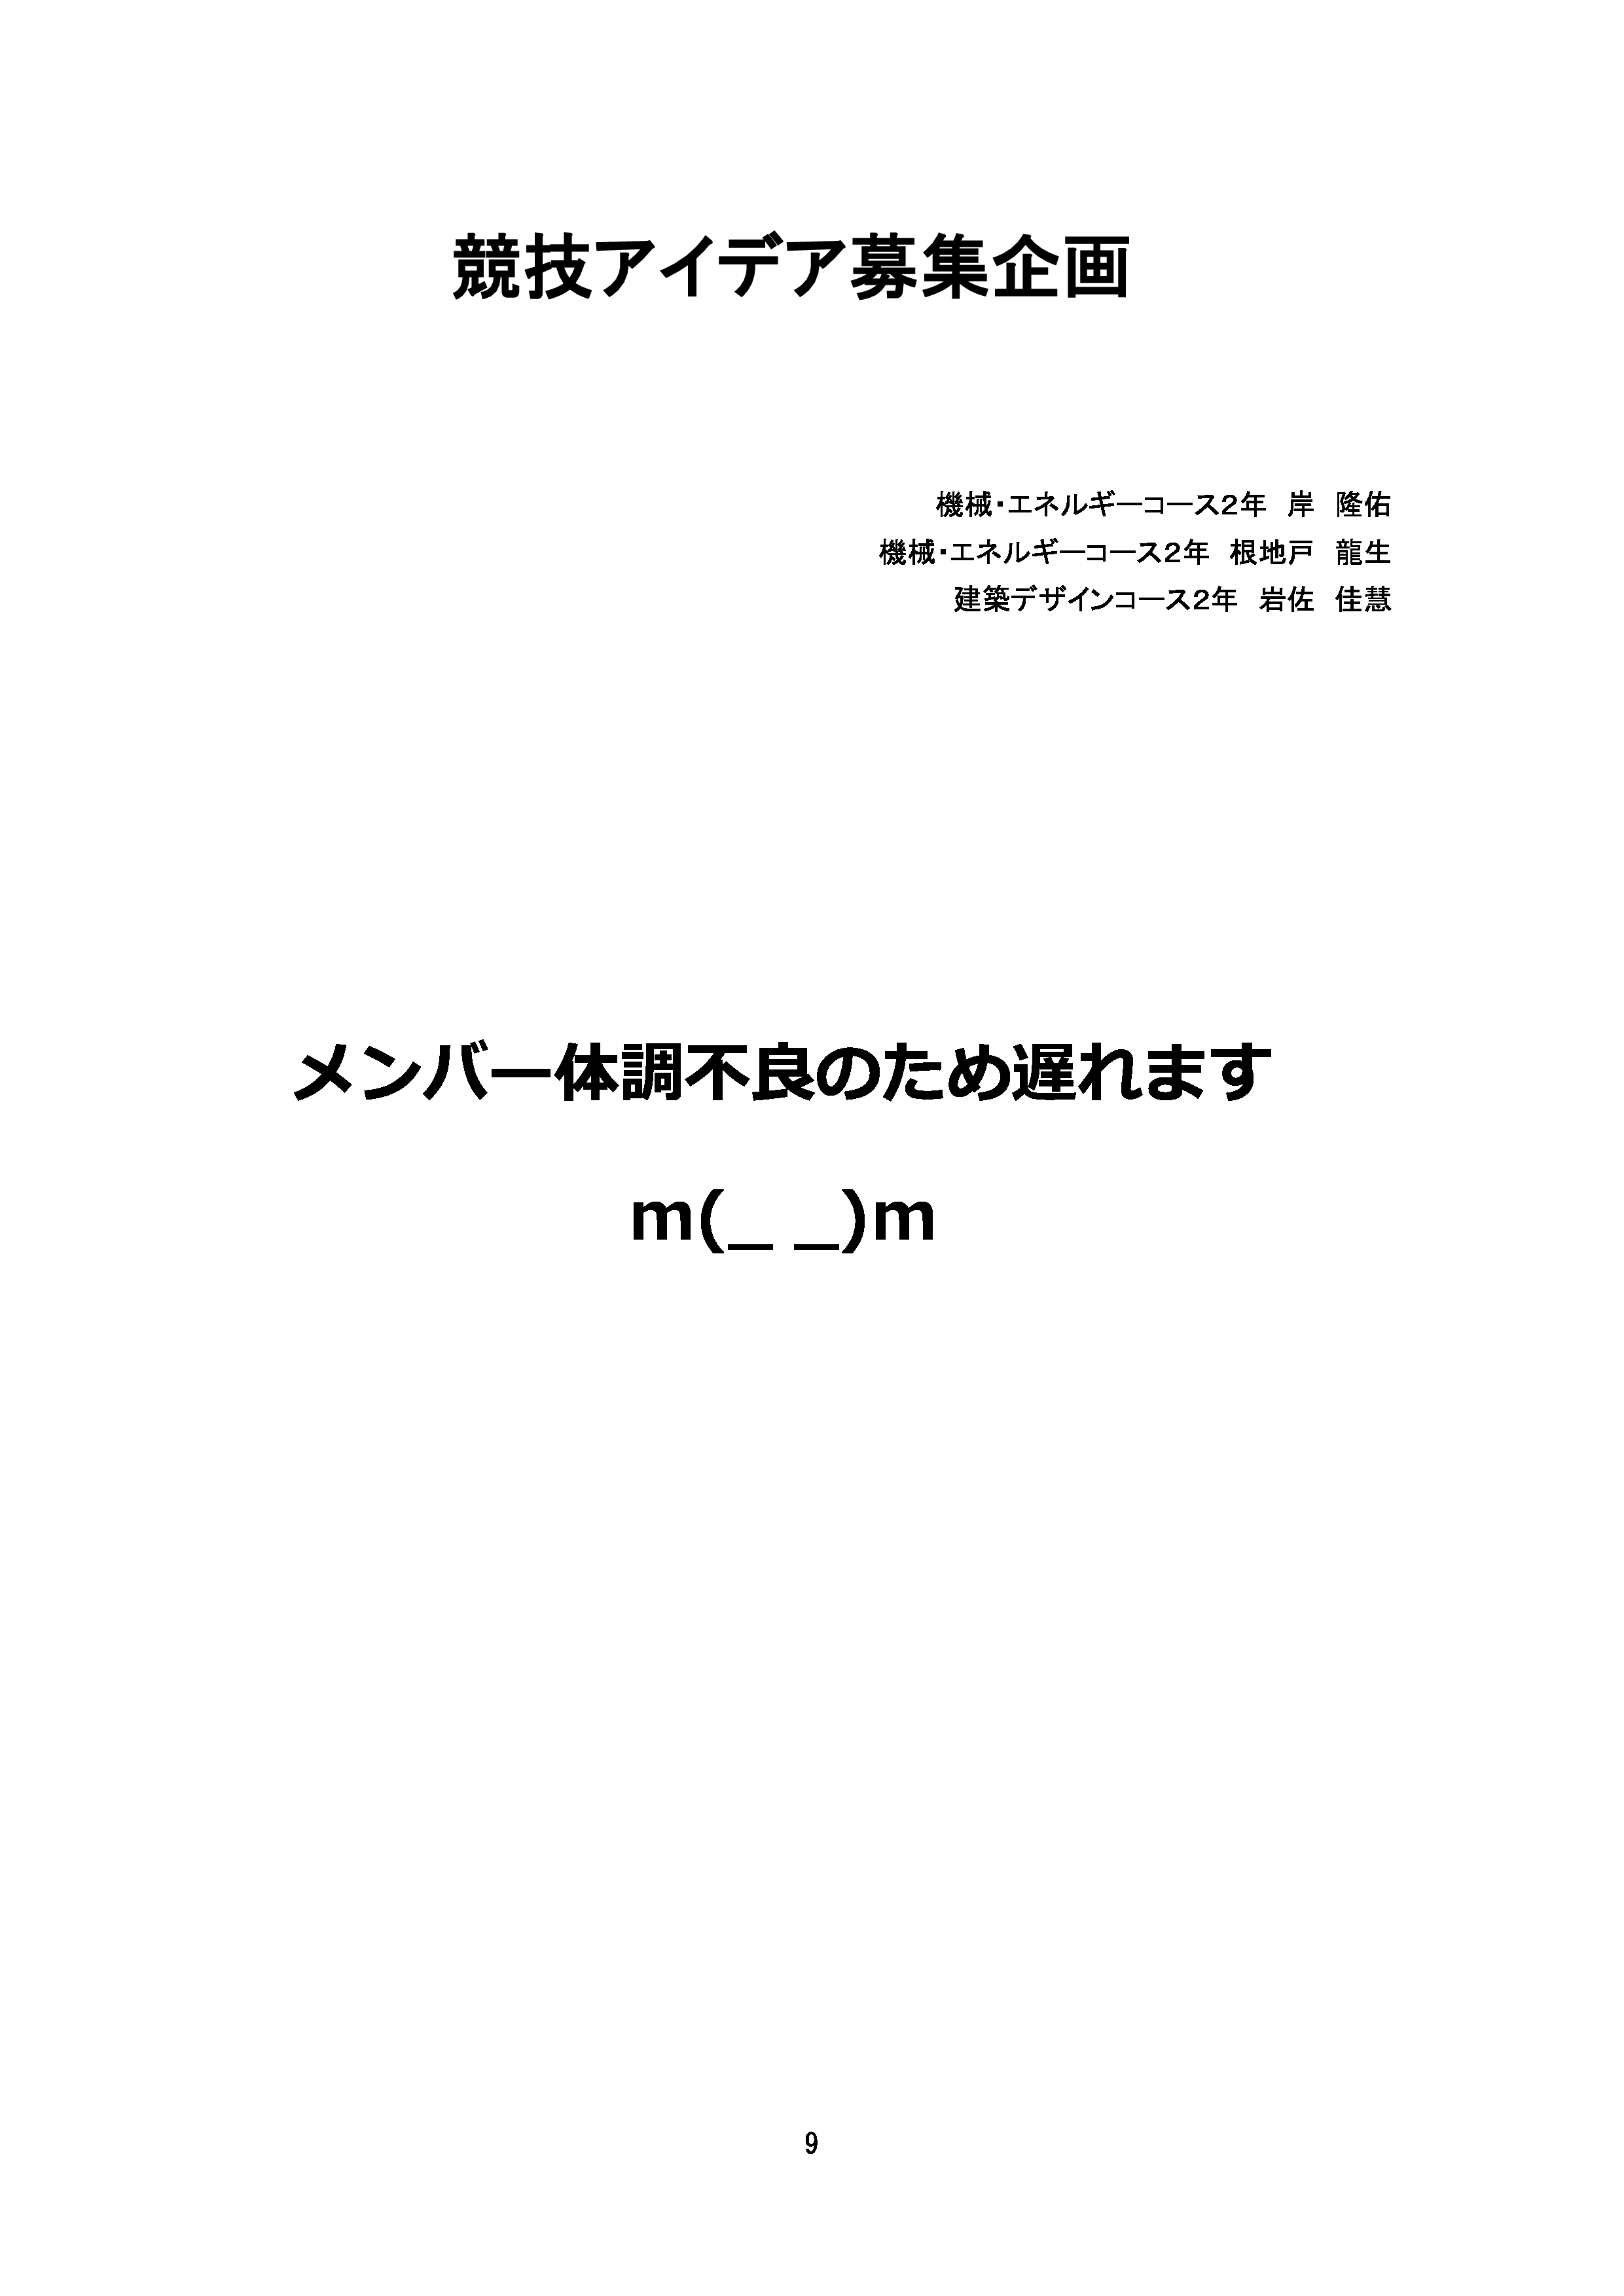 競技アイデア募集企画
機械・エネルギーコース2年　岸　隆佑
機械・エネルギーコース2年　根地戸　龍生
建築デザインコース2年　岩佐　佳慧
メンバー体調不良のため遅れます
m(_ _)m
9